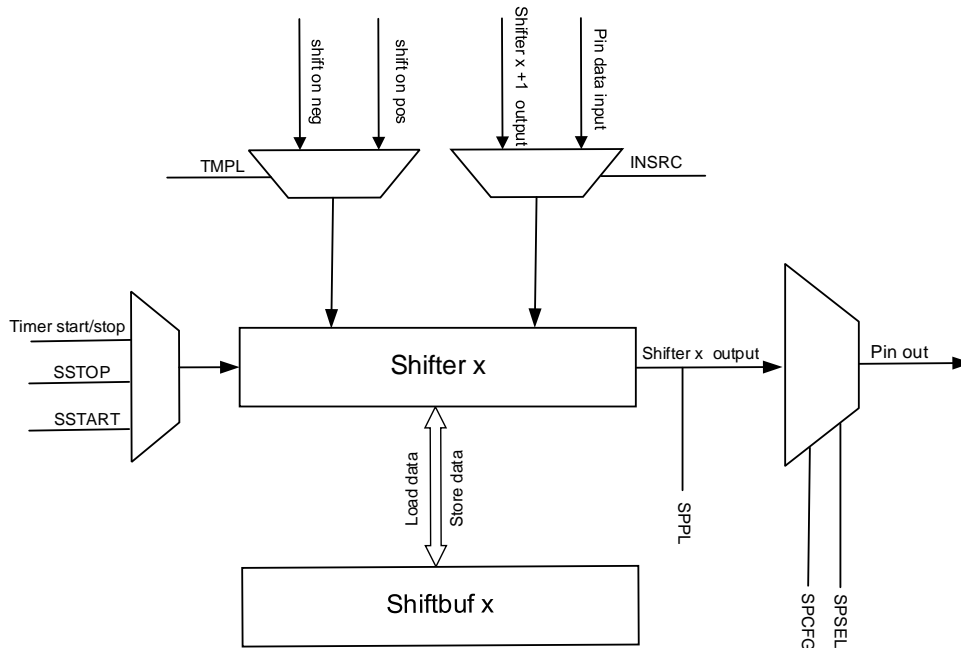 shift on neg
shift on pos
Shifter x +1 output
Pin data input
TMPL
INSRC
Timer start/stop
SSTOP
SSTART
Shifter x
Shifter x output
Pin out
Load data
Store data
SPPL
Shiftbuf x
SPCFG
SPSEL